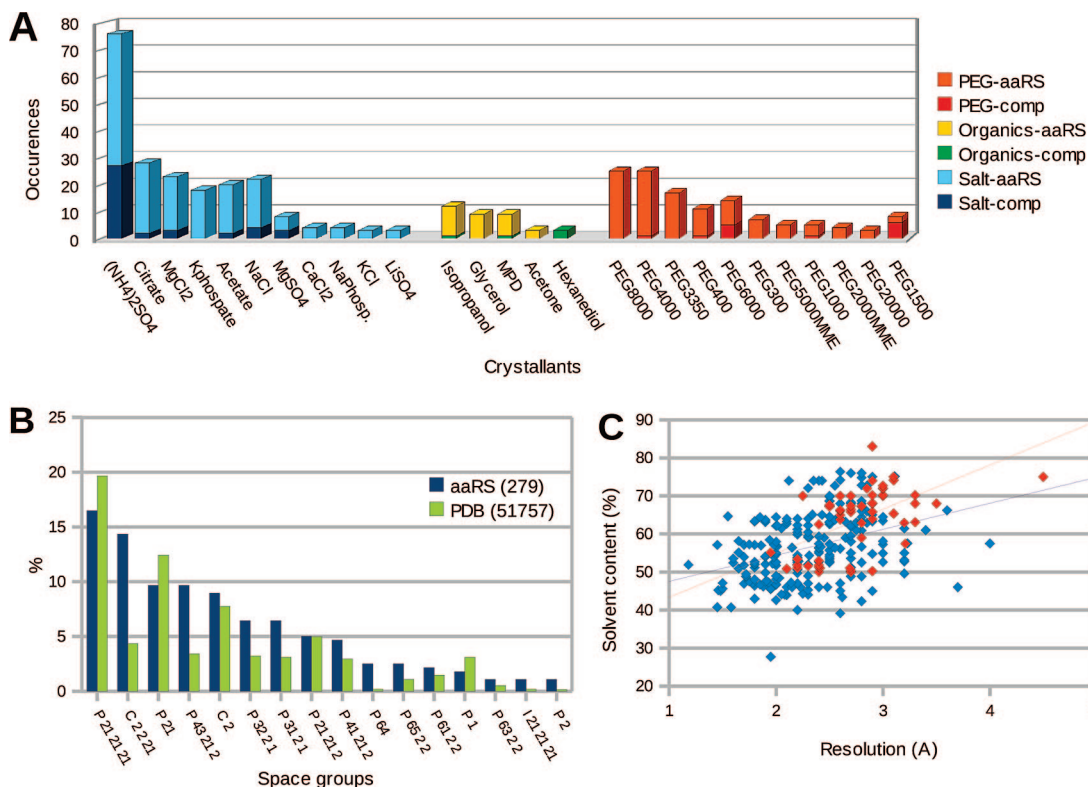 A
Occurences
80
70
60
50
40
30
20
10
0
(NH4)2SO4
Citrate
MgCl2
Kphospate
Acetate
NaCl
MgSO4
CaCl2
NaPhosp.
KCl
LiSO4
Isopropanol
Glycerol
MPD
Acetone
Hexanediol
PEG8000
PEG4000
PEG3350
PEG400
PEG6000
PEG300
PEG5000MME
PEG1000
PEG2000MME
PEG20000
PEG1500
Crystallants
PEG-aaRS
PEG-comp
Organics-aaRS
Organics-comp
Salt-aaRS
Salt-comp
B
%
25
20
15
10
5
0
aaRS (279)
PDB (51757)
P 21 21 21
C 2 2 21
P 21
P 43 21 2
C 2
P 32 2 1
P 31 2 1
P 21 21 2
P 41 21 2
P 64
P 65 2 2
P 61 2 2
P 1
P 63 2 2
I 21 21 21
P 2
Space groups
C
Solvent content (%)
90
80
70
60
50
40
30
20
1
2
3
4
Resolution (A)